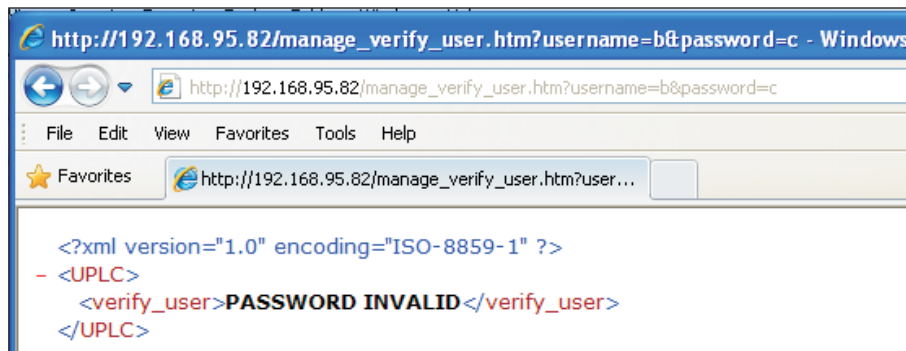 http://192.168.95.82/manage_verify_user.htm?username=b&password=c - Windows
http://192.168.95.82/manage_verify_user.htm?username=b&password=c
File Edit View Favorites Tools Help
Favorites http://192.168.95.82/manage_verify_user.htm?user...
<?xml version="1.0" encoding="ISO-8859-1" ?>
- <UPLC>
<verify_user>PASSWORD INVALID</verify_user>
</UPLC>